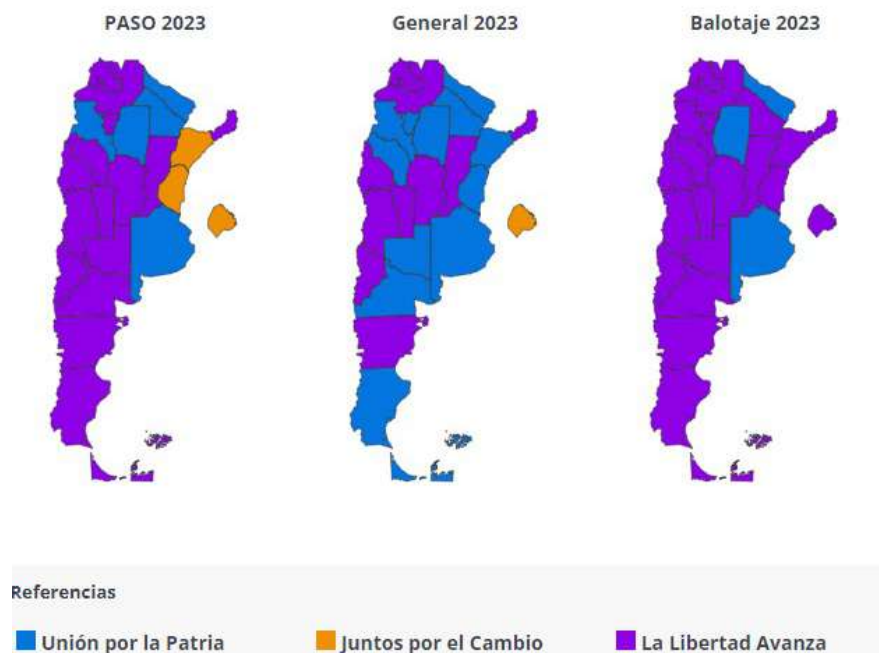 PASO 2023 General 2023 Balotaje 2023
Referencias
Unión por la Patria Juntos por el Cambio La Libertad Avanza